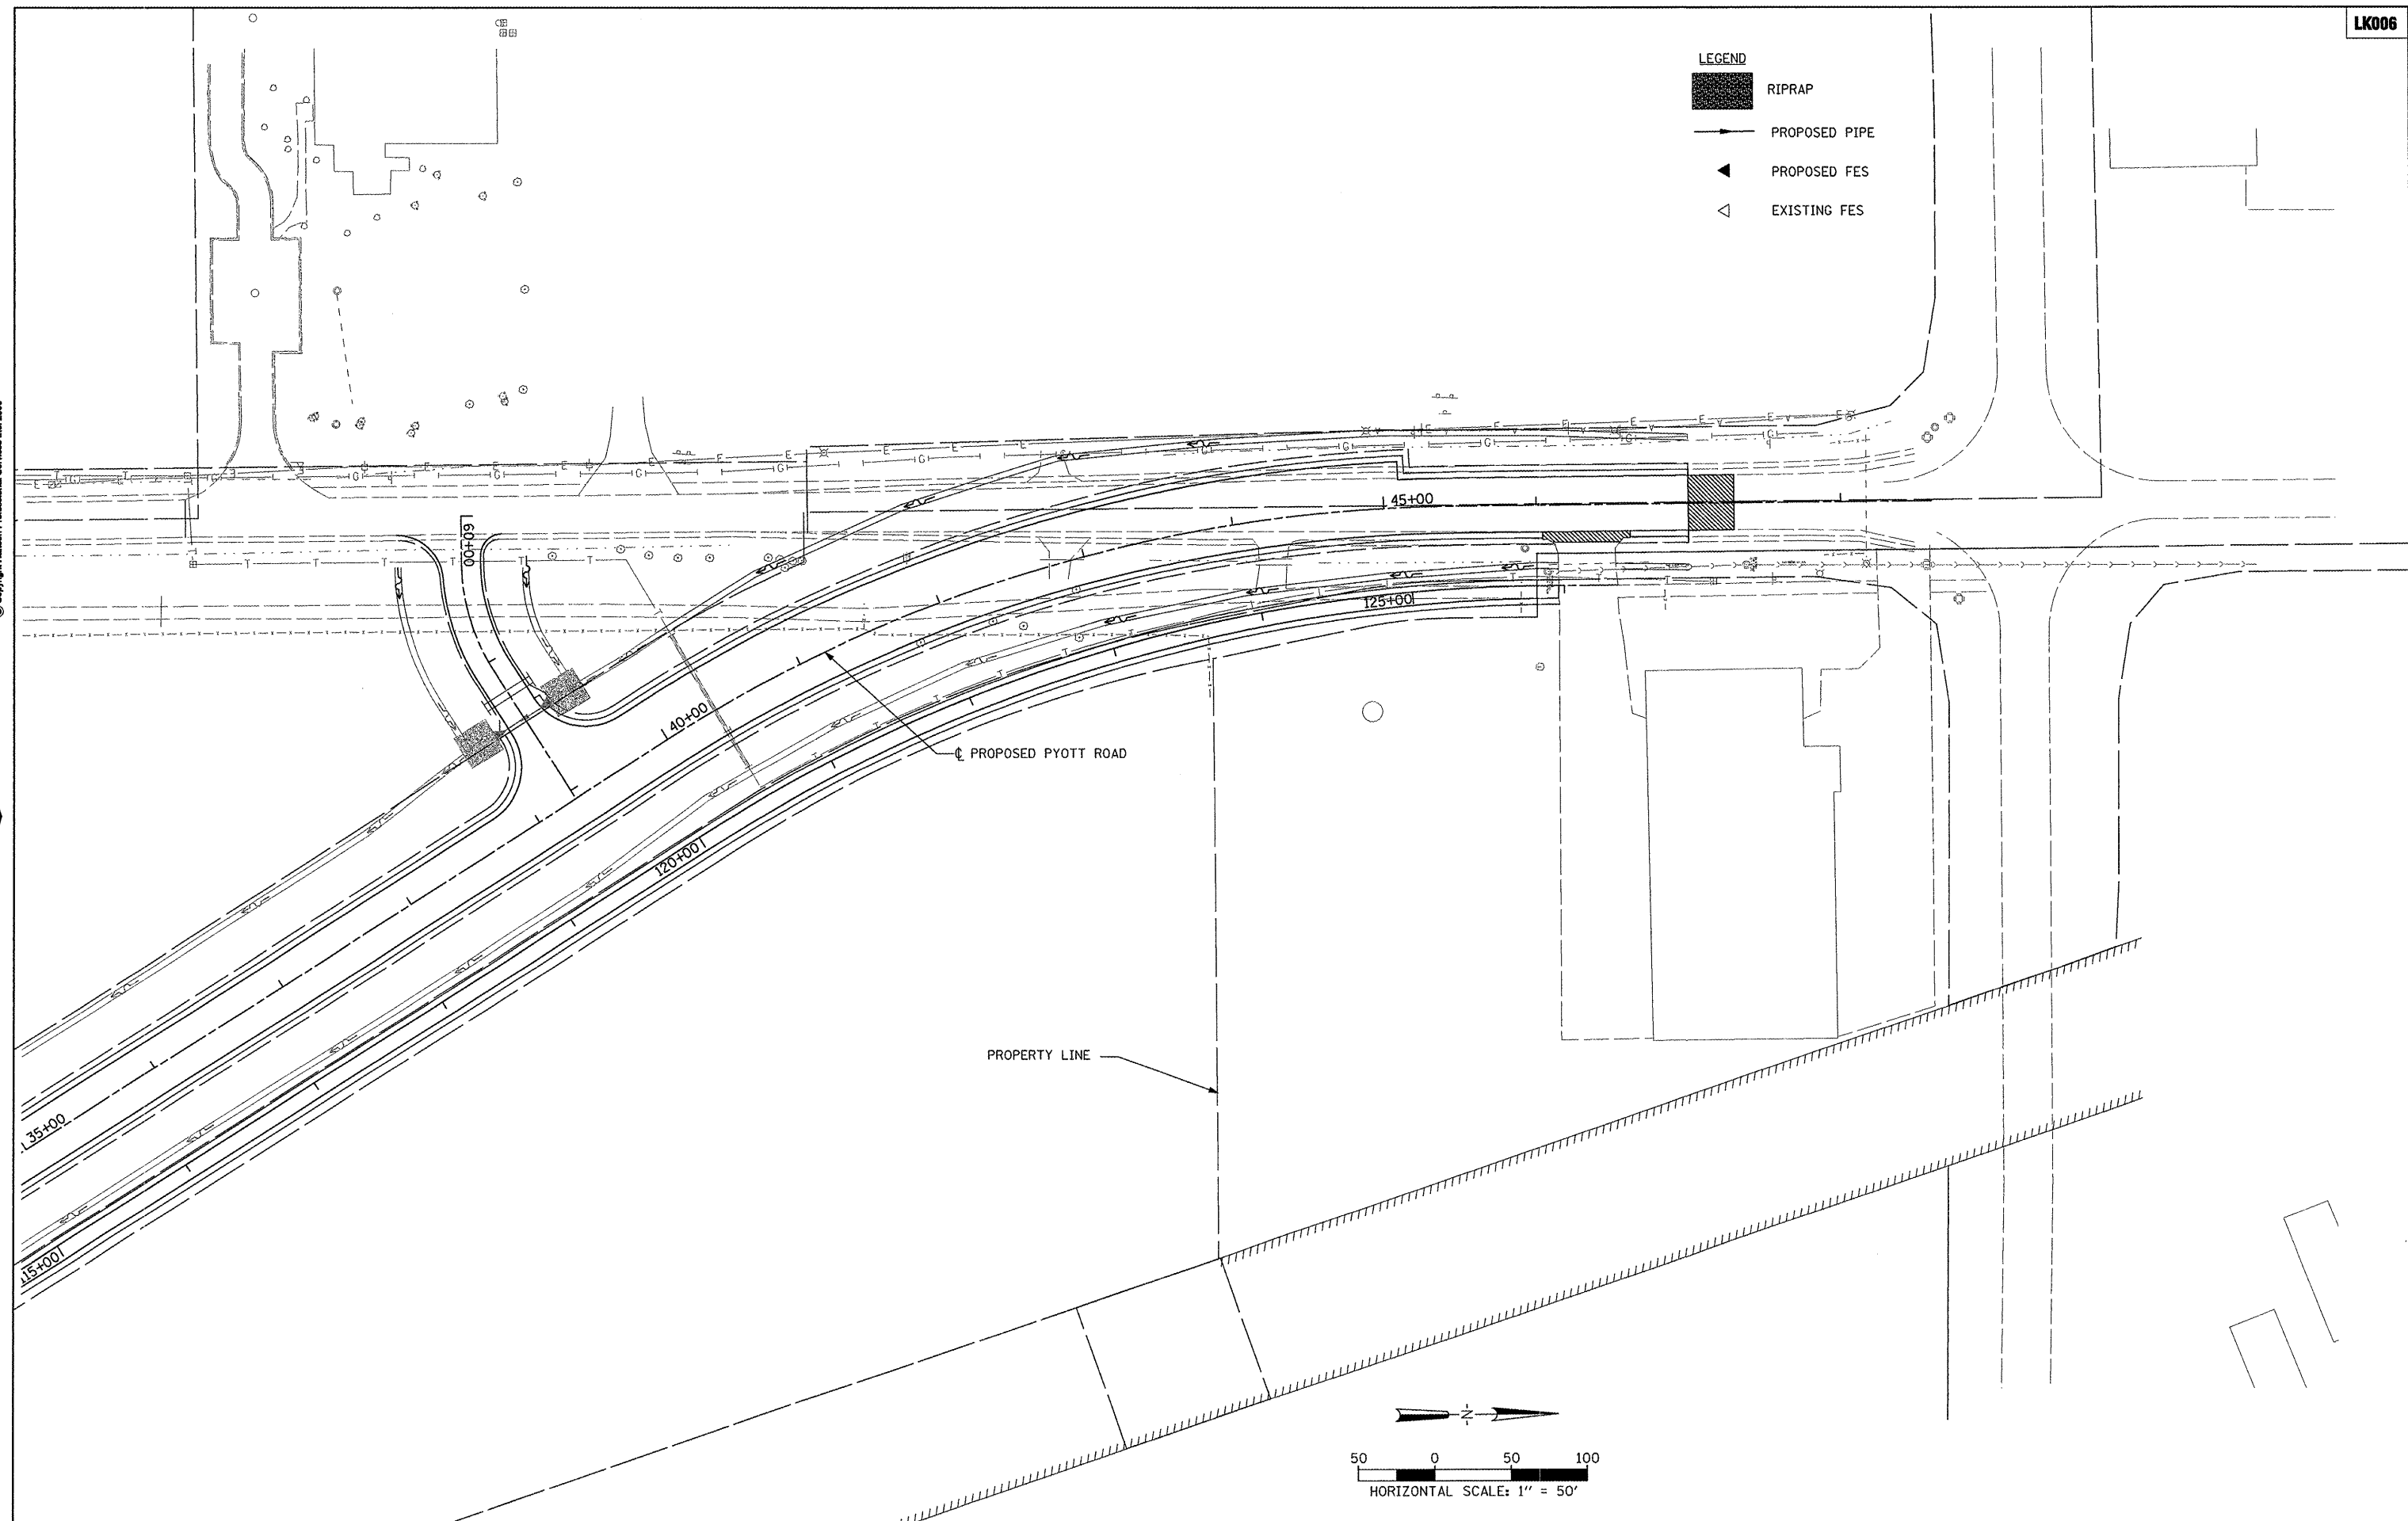 LK006
LEGEND
RIPRAP
PROPOSED PIPE
PROPOSED FES
EXISTING FES
45+00
60+00
125+00
40+00
℄ PROPOSED PYOTT ROAD
120+00
PROPERTY LINE
35+00
115+00
N
50 0 50 100
HORIZONTAL SCALE: 1" = 50'